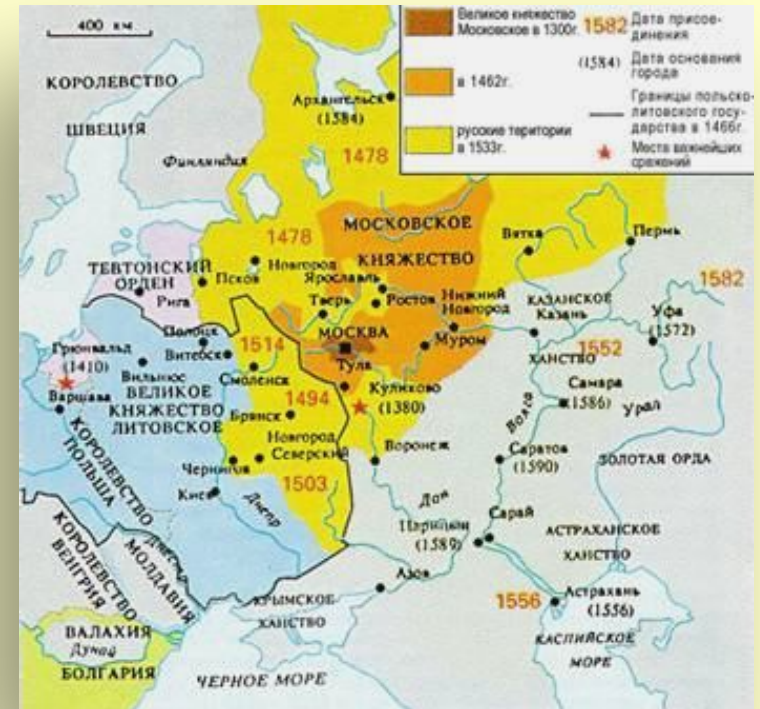 400 км
Великое княжество
Московское в 1300г.
в 1462г.
русские територии
в 1533г.
1582 Дата присое-
динения
(1584) Дата основания
города
Границы польско-
литовского госу-
дарства в 1466г.
Места важнейших
сражений
КОРОЛЕВСТВО
ШВЕЦИЯ
Финляндия
Архангельск
(1584)
1478
1478
МОСКОВСКОЕ
КНЯЖЕСТВО
Вятка
Пермь
1582
ТЕВТОНСКИЙ
ОРДЕН
Рига
Псков
Новгород
Ярославль
Ростов
Тверь
Нижний
Новгород
КАЗАНСКОЕ
Казань
ХАНСТВО
1552
Уфа
(1572)
МОСКВА
Муром
Тула
Полоцк
Витебск
1514
Смоленск
Грюнвальд
(1410)
Вильнюс
Варшава
ВЕЛИКОЕ
КНЯЖЕСТВО
ЛИТОВСКОЕ
1494
Брянск
Куликово
(1380)
Самара
(1586)
Урал
Волга
КОРОЛЕВСТВО
ПОЛЬША
Новгород
Северский
Чернигов
1503
Воронеж
Саратов
(1590)
ЗОЛОТАЯ ОРДА
Киев
Днепр
Дон
Царицын
(1589)
Сарай
АСТРАХАНСКОЕ
ХАНСТВО
КОРОЛЕВСТВО
ВЕНГРИЯ
МОЛДАВИЯ
Днестр
Азов
КРЫМСКОЕ
ХАНСТВО
1556
Астрахань
(1556)
ВАЛАХИЯ
Дунай
БОЛГАРИЯ
ЧЕРНОЕ МОРЕ
КАСПИЙСКОЕ
МОРЕ